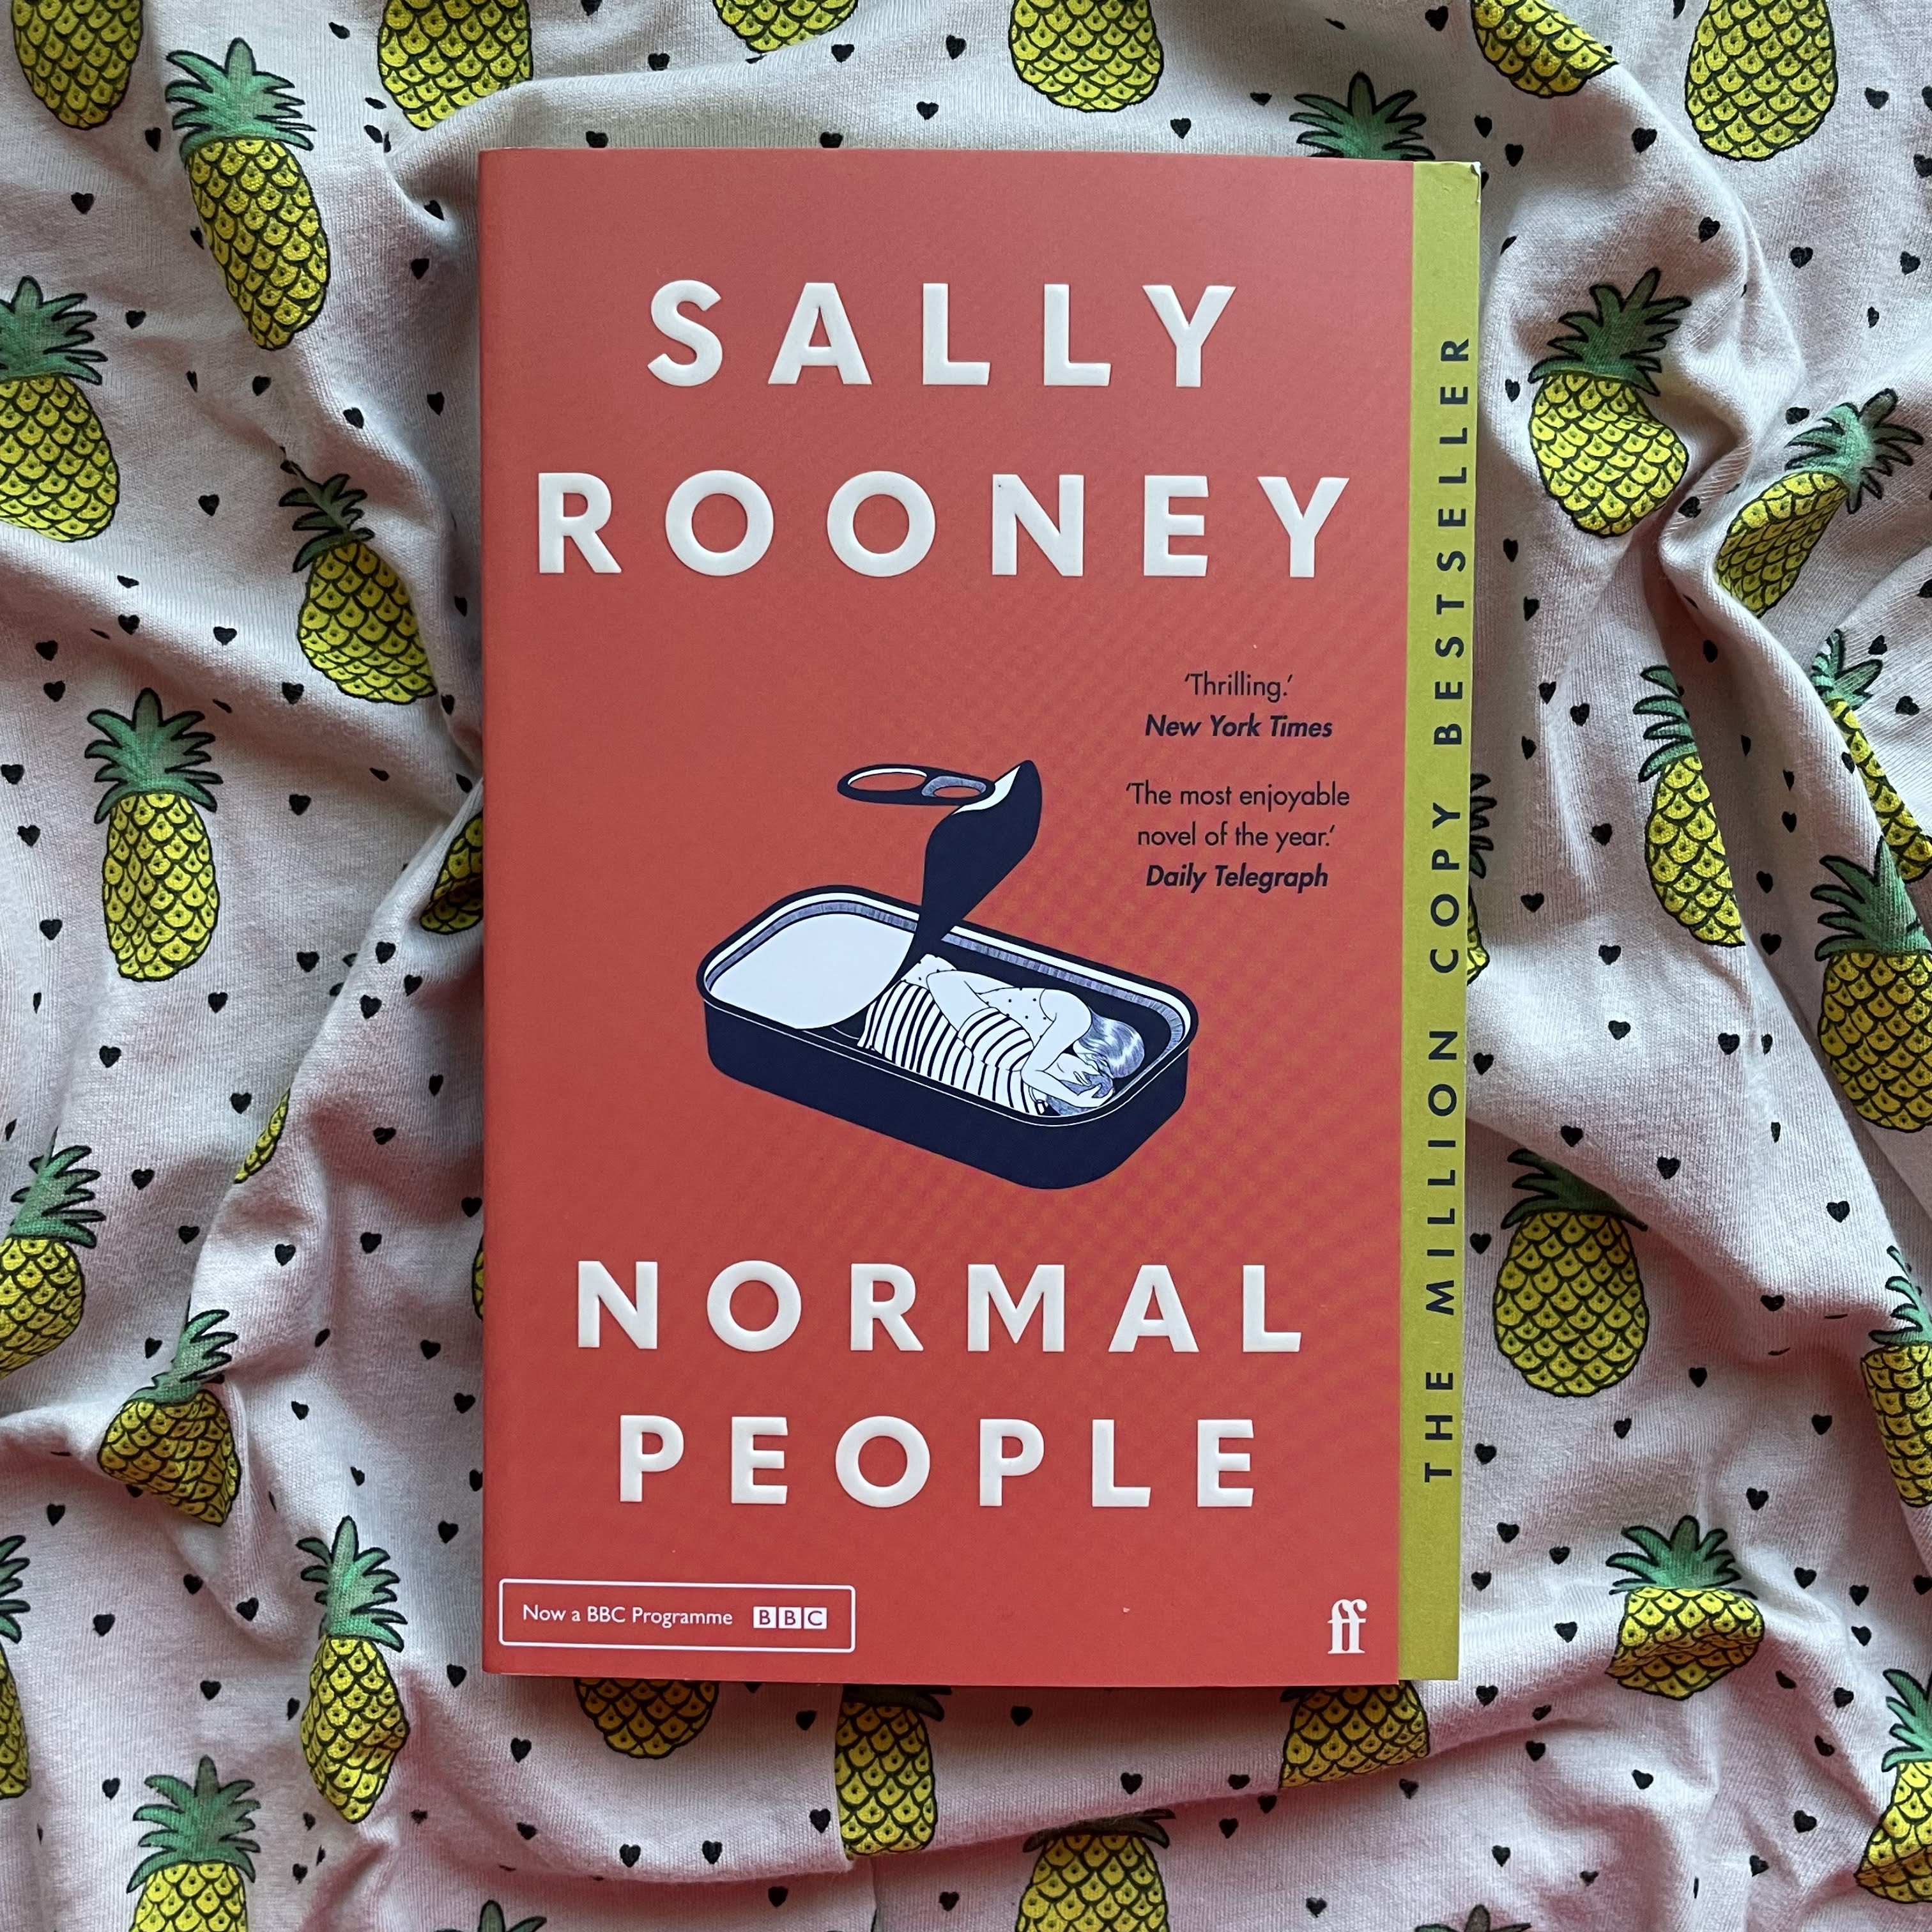 SALLY
ROONEY
‘Thrilling.’
New York Times
‘The most enjoyable
novel of the year.’
Daily Telegraph
NORMAL
PEOPLE
Now a BBC Programme BBC
ff
THE MILLION COPY BESTSELLER